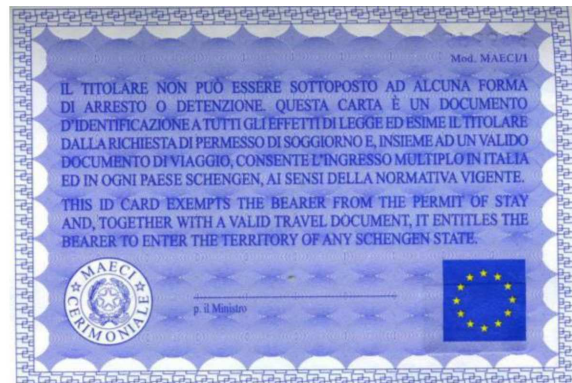 Mod. MAECI/1
IL TITOLARE NON PUÒ ESSERE SOTTOPOSTO AD ALCUNA FORMA
DI ARRESTO O DETENZIONE. QUESTA CARTA È UN DOCUMENTO
D'IDENTIFICAZIONE A TUTTI GLI EFFETTI DI LEGGE ED ESIME IL TITOLARE
DALLA RICHIESTA DI PERMESSO DI SOGGIORNO E, INSIEME AD UN VALIDO
DOCUMENTO DI VIAGGIO, CONSENTE L'INGRESSO MULTIPLO IN ITALIA
ED IN OGNI PAESE SCHENGEN, AI SENSI DELLA NORMATIVA VIGENTE.
THIS ID CARD EXEMPTS THE BEARER FROM THE PERMIT OF STAY
AND, TOGETHER WITH A VALID TRAVEL DOCUMENT, IT ENTITLES THE
BEARER TO ENTER THE TERRITORY OF ANY SCHENGEN STATE.
MAECI
CERIMONIALE
p. il Ministro